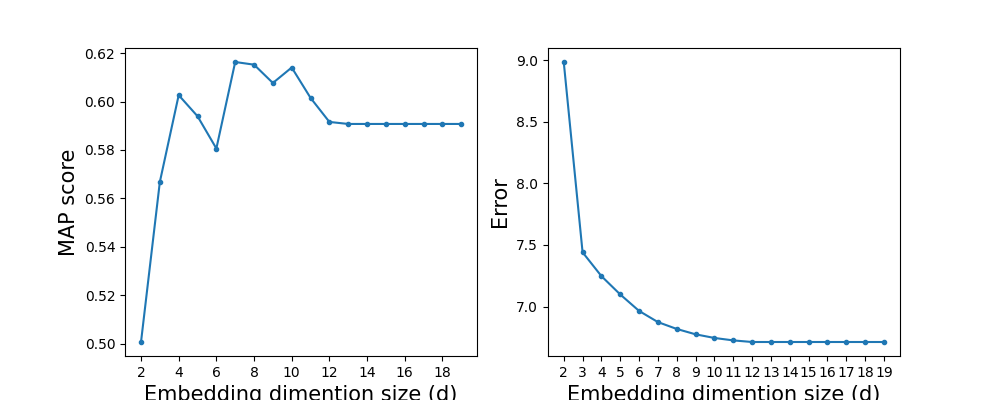 0.62
0.60
0.58
0.56
0.54
0.52
0.50
MAP score
2 4 6 8 10 12 14 16 18
Embedding dimention size (d)
9.0
8.5
8.0
7.5
7.0
Error
2 3 4 5 6 7 8 9 10 11 12 13 14 15 16 17 18 19
Embedding dimention size (d)